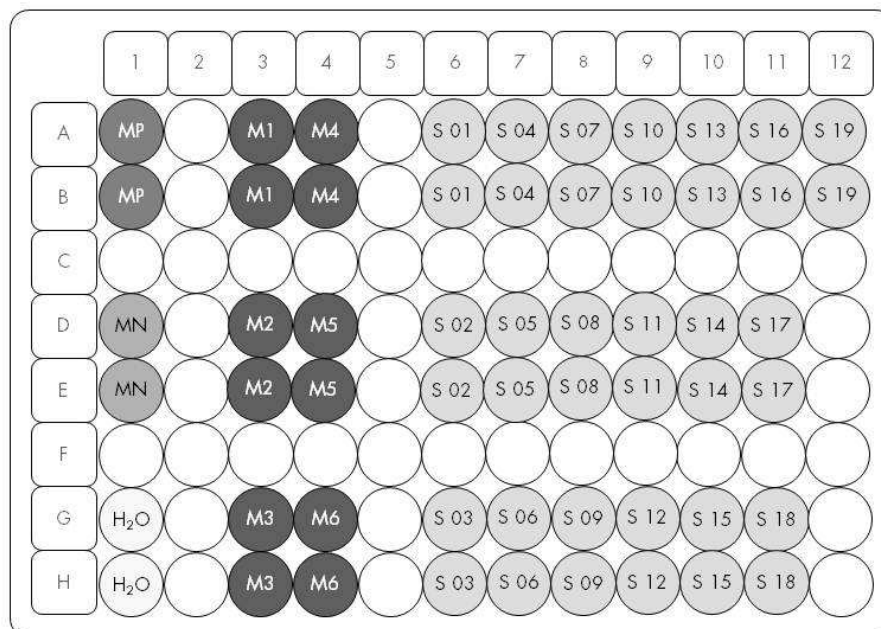 1 2 3 4 5 6 7 8 9 10 11 12
A MP M1 M4 S 01 S 04 S 07 S 10 S 13 S 16 S 19
B MP M1 M4 S 01 S 04 S 07 S 10 S 13 S 16 S 19
C
D MN M2 M5 S 02 S 05 S 08 S 11 S 14 S 17
E MN M2 M5 S 02 S 05 S 08 S 11 S 14 S 17
F
G H₂O M3 M6 S 03 S 06 S 09 S 12 S 15 S 18
H H₂O M3 M6 S 03 S 06 S 09 S 12 S 15 S 18